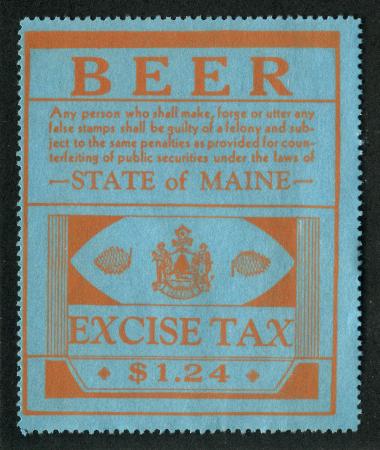 BEER
Any person who shall make, forge or utter any
false stamps shall be guilty of a felony and sub-
ject to the same penalties as provided for coun-
terfeiting of public securities under the laws of
—STATE of MAINE—
EXCISE TAX
$1.24